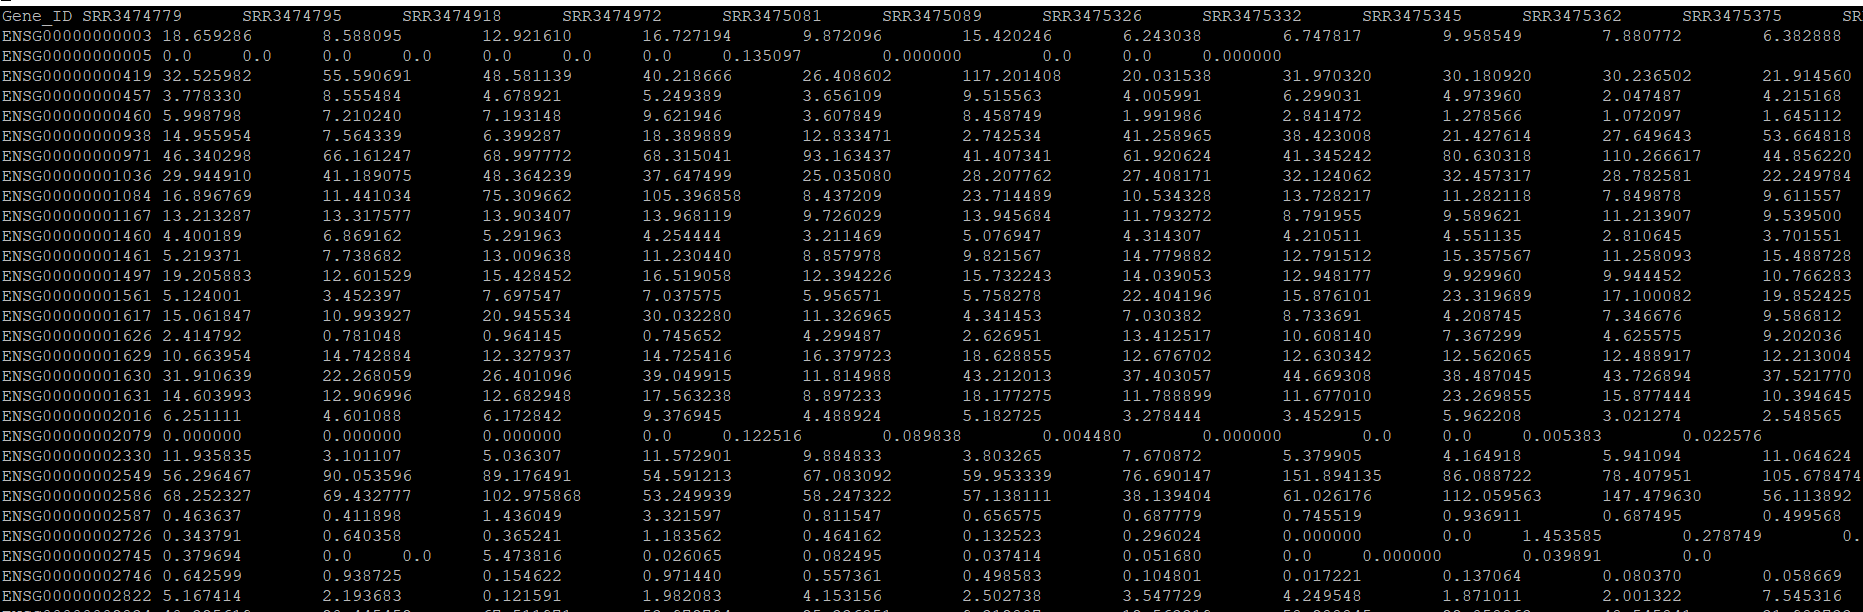 Gene_ID SRR3474779 SRR3474795 SRR3474918 SRR3474972 SRR3475081 SRR3475089 SRR3475326 SRR3475332 SRR3475345 SRR3475362 SRR3475375 SR
ENSG00000000003 18.659286 8.588095 12.921610 16.727194 9.872096 15.420246 6.243038 6.747817 9.958549 7.880772 6.382888
ENSG00000000005 0.0 0.0 0.0 0.0 0.0 0.0 0.135097 0.000000 0.0 0.0 0.000000
ENSG00000000419 32.525982 55.590691 48.581139 40.218666 26.408602 117.201408 20.031538 31.970320 30.180920 30.236502 21.914560
ENSG00000000457 3.778330 8.555484 4.678921 5.249389 3.656109 9.515563 4.005991 6.299031 4.973960 2.047487 4.215168
ENSG00000000460 5.998798 7.210240 7.193148 9.621946 3.607849 8.458749 1.991986 2.841472 1.278566 1.072097 1.645112
ENSG00000000938 14.955954 7.564339 6.399287 18.389889 12.833471 2.742534 41.258965 38.423008 21.427614 27.649643 53.664818
ENSG00000000971 46.340298 66.161247 68.997772 68.315041 93.163437 41.407341 61.920624 41.345242 80.630318 110.266617 44.856220
ENSG00000001036 29.944910 41.189075 48.364239 37.647499 25.035080 28.207762 27.408171 32.124062 32.457317 28.782581 22.249784
ENSG00000001084 16.896769 11.441034 75.309662 105.396858 8.437209 23.714489 10.534328 13.728217 11.282118 7.849878 9.611557
ENSG00000001167 13.213287 13.317577 13.903407 13.968119 9.726029 13.945684 11.793272 8.791955 9.589621 11.213907 9.539500
ENSG00000001460 4.400189 6.869162 5.291963 4.254444 3.211469 5.076947 4.314307 4.210511 4.551135 2.810645 3.701551
ENSG00000001461 5.219371 7.738682 13.009638 11.230440 8.857978 9.821567 14.779882 12.791512 15.357567 11.258093 15.488728
ENSG00000001497 19.205883 12.601529 15.428452 16.519058 12.394226 15.732243 14.039053 12.948177 9.929960 9.944452 10.766283
ENSG00000001561 5.124001 3.452397 7.697547 7.037575 5.956571 5.758278 22.404196 15.876101 23.319689 17.100082 19.852425
ENSG00000001617 15.061847 10.993927 20.945534 30.032280 11.326965 4.341453 7.030382 8.733691 4.208745 7.346676 9.586812
ENSG00000001626 2.414792 0.781048 0.964145 0.745652 4.299487 2.626951 13.412517 10.608140 7.367299 4.625575 9.202036
ENSG00000001629 10.663954 14.742884 12.327937 14.725416 16.379723 18.628855 12.676702 12.630342 12.562065 12.488917 12.213004
ENSG00000001630 31.910639 22.268059 26.401096 39.049915 11.814988 43.212013 37.403057 44.669308 38.487045 43.726894 37.521770
ENSG00000001631 14.603993 12.906996 12.682948 17.563238 8.897233 18.177275 11.788899 11.677010 23.269855 15.877444 10.394645
ENSG00000002016 6.251111 4.601088 6.172842 9.376945 4.488924 5.182725 3.278444 3.452915 5.962208 3.021274 2.548565
ENSG00000002079 0.000000 0.000000 0.000000 0.0 0.122516 0.089838 0.004480 0.000000 0.0 0.0 0.005383 0.022576
ENSG00000002330 11.935835 3.101107 5.036307 11.572901 9.884833 3.803265 7.670872 5.379905 4.164918 5.941094 11.064624
ENSG00000002549 56.296467 90.053596 89.176491 54.591213 67.083092 59.953339 76.690147 151.894135 86.088722 78.407951 105.678474
ENSG00000002586 68.252327 69.432777 102.975868 53.249939 58.247322 57.138111 38.139404 61.026176 112.059563 147.479630 56.113892
ENSG00000002587 0.463637 0.411898 1.436049 3.321597 0.811547 0.656575 0.687779 0.745519 0.936911 0.687495 0.499568
ENSG00000002726 0.343791 0.640358 0.365241 1.183562 0.464162 0.132523 0.296024 0.000000 0.0 1.453585 0.278749 0.
ENSG00000002745 0.379694 0.0 0.0 5.473816 0.026065 0.082495 0.037414 0.051680 0.0 0.000000 0.039891 0.0
ENSG00000002746 0.642599 0.938725 0.154622 0.971440 0.557361 0.498583 0.104801 0.017221 0.137064 0.080370 0.058669
ENSG00000002822 5.167414 2.193683 0.121591 1.982083 4.153156 2.502738 3.547729 4.249548 1.871011 2.001322 7.545316